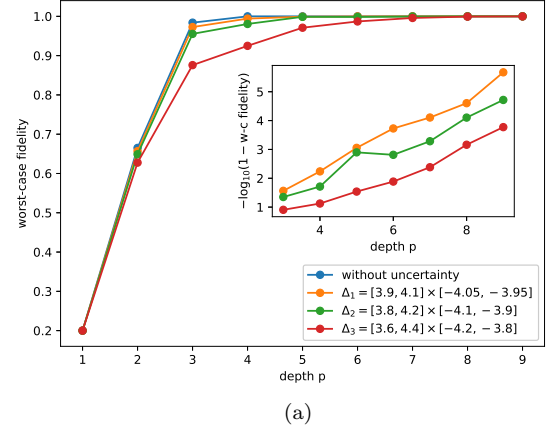 1.0
0.9
0.8
0.7
0.6
0.5
0.4
0.3
0.2
worst-case fidelity
1 2 3 4 5 6 7 8 9
depth p
5
4
3
2
1
−log₁₀(1 − w-c fidelity)
4 6 8
depth p
without uncertainty
Δ₁ = [3.9, 4.1] × [−4.05, −3.95]
Δ₂ = [3.8, 4.2] × [−4.1, −3.9]
Δ₃ = [3.6, 4.4] × [−4.2, −3.8]
(a)